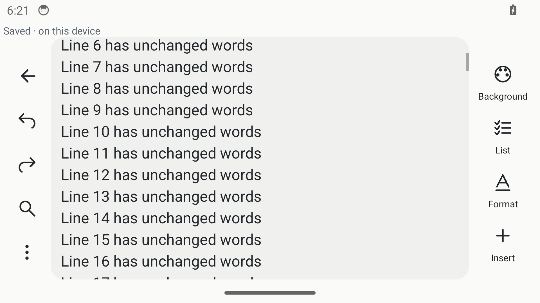 6:21
Saved · on this device
Line 6 has unchanged words
Line 7 has unchanged words
Line 8 has unchanged words
Line 9 has unchanged words
Line 10 has unchanged words
Line 11 has unchanged words
Line 12 has unchanged words
Line 13 has unchanged words
Line 14 has unchanged words
Line 15 has unchanged words
Line 16 has unchanged words
Background
List
Format
Insert